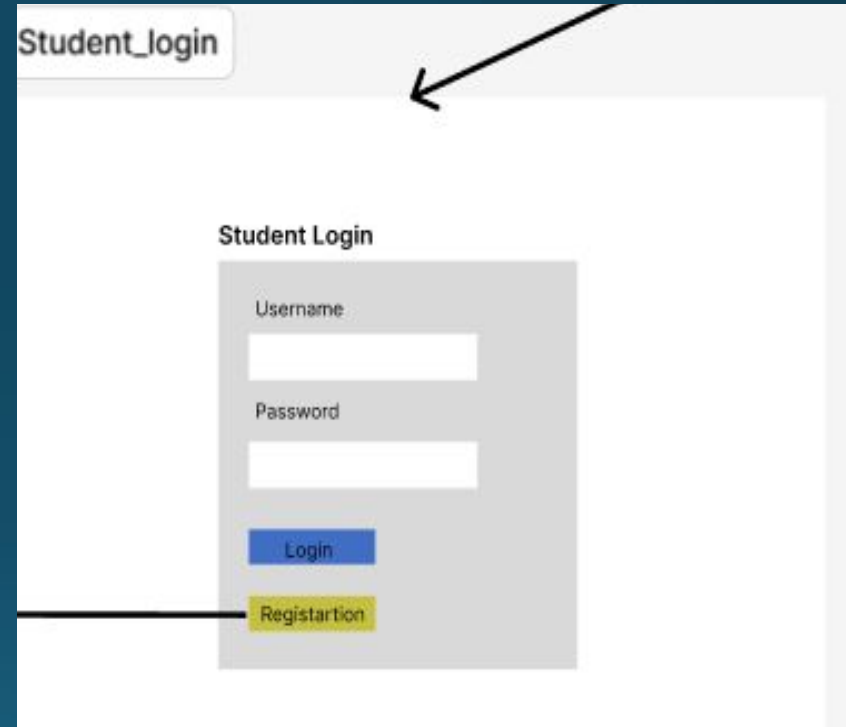 Student_login
Student Login
Username
Password
Login
Registartion